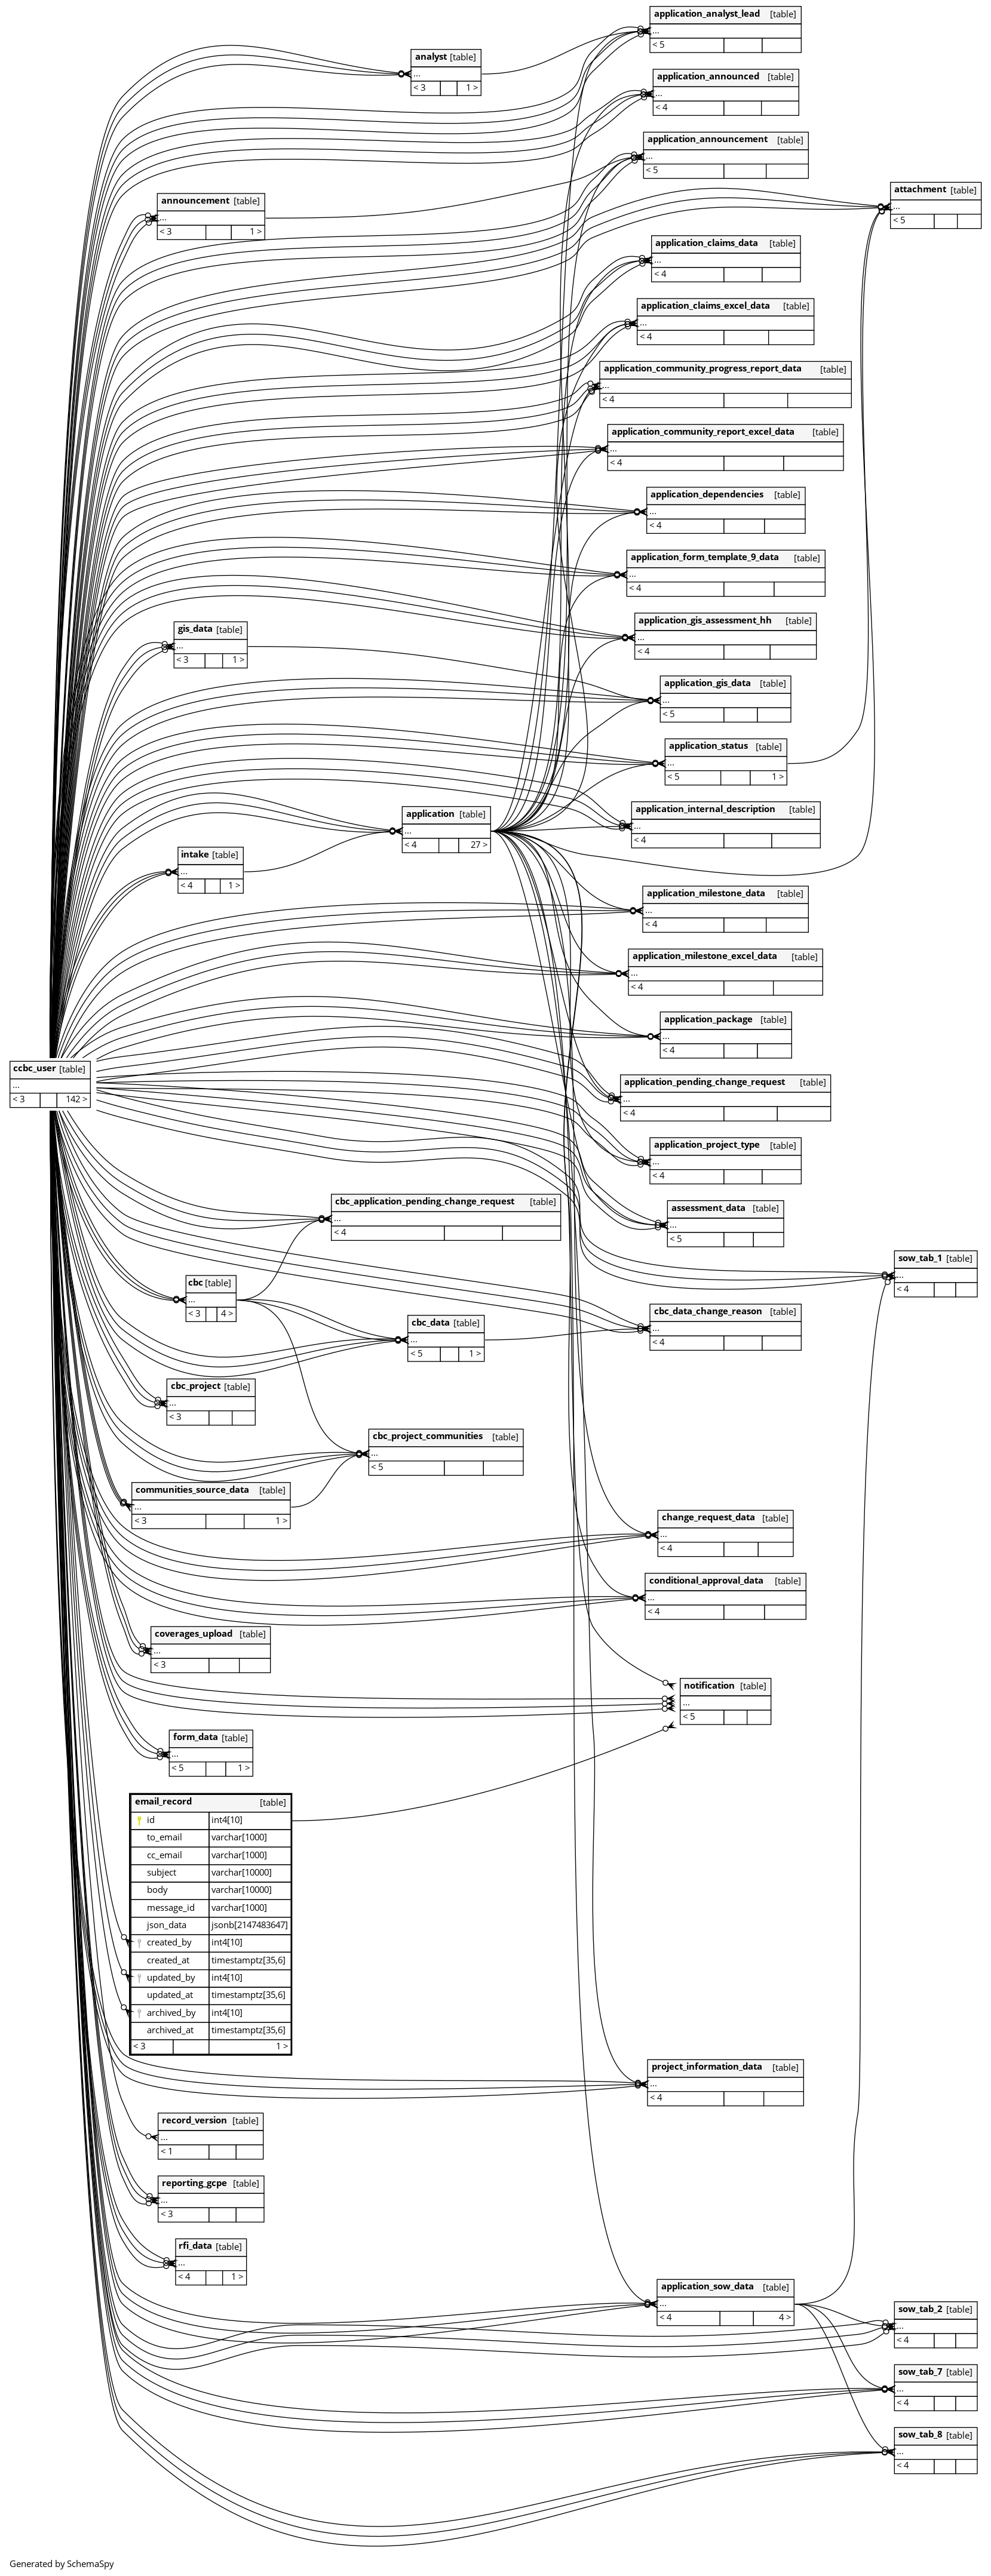 application_analyst_lead [table]
...
< 5
analyst [table]
...
< 3 1 >
application_announced [table]
...
< 4
application_announcement [table]
...
< 5
attachment [table]
...
< 5
announcement [table]
...
< 3 1 >
application_claims_data [table]
...
< 4
application_claims_excel_data [table]
...
< 4
application_community_progress_report_data [table]
...
< 4
application_community_report_excel_data [table]
...
< 4
application_dependencies [table]
...
< 4
application_form_template_9_data [table]
...
< 4
application_gis_assessment_hh [table]
...
< 4
gis_data [table]
...
< 3 1 >
application_gis_data [table]
...
< 5
application_status [table]
...
< 5 1 >
application_internal_description [table]
...
< 4
application [table]
...
< 4 27 >
intake [table]
...
< 4 1 >
application_milestone_data [table]
...
< 4
application_milestone_excel_data [table]
...
< 4
application_package [table]
...
< 4
ccbc_user [table]
...
< 3 142 >
application_pending_change_request [table]
...
< 4
application_project_type [table]
...
< 4
cbc_application_pending_change_request [table]
...
< 4
assessment_data [table]
...
< 5
sow_tab_1 [table]
...
< 4
cbc [table]
...
< 3 4 >
cbc_data_change_reason [table]
...
< 4
cbc_data [table]
...
< 5 1 >
cbc_project [table]
...
< 3
cbc_project_communities [table]
...
< 5
communities_source_data [table]
...
< 3 1 >
change_request_data [table]
...
< 4
conditional_approval_data [table]
...
< 4
coverages_upload [table]
...
< 3
notification [table]
...
< 5
form_data [table]
...
< 5 1 >
email_record [table]
id int4[10]
to_email varchar[1000]
cc_email varchar[1000]
subject varchar[10000]
body varchar[10000]
message_id varchar[1000]
json_data jsonb[2147483647]
created_by int4[10]
created_at timestamptz[35,6]
updated_by int4[10]
updated_at timestamptz[35,6]
archived_by int4[10]
archived_at timestamptz[35,6]
< 3 1 >
project_information_data [table]
...
< 4
record_version [table]
...
< 1
reporting_gcpe [table]
...
< 3
rfi_data [table]
...
< 4 1 >
application_sow_data [table]
...
< 4 4 >
sow_tab_2 [table]
...
< 4
sow_tab_7 [table]
...
< 4
sow_tab_8 [table]
...
< 4
Generated by SchemaSpy